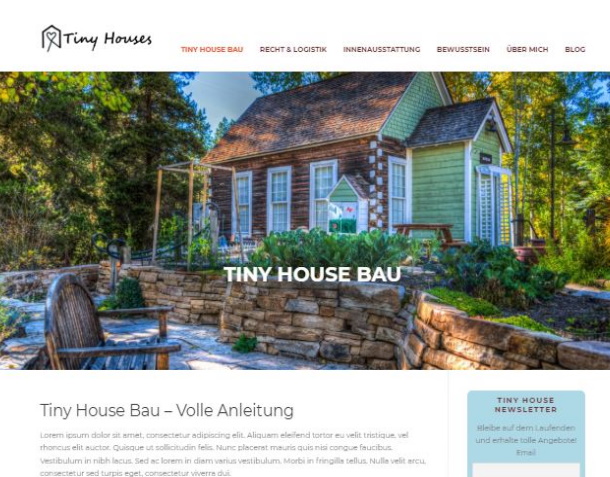 Tiny Houses
TINY HOUSE BAU RECHT & LOGISTIK INNENAUSSTATTUNG BEWUSSTSEIN ÜBER MICH BLOG
TINY HOUSE BAU
Tiny House Bau – Volle Anleitung
Lorem ipsum dolor sit amet, consectetur adipiscing elit. Aliquam eleifend tortor eu velit tristique, vel
rhoncus elit auctor. Quisque ut sollicitudin felis. Nunc placerat mauris quis nisi congue faucibus.
Vestibulum in nibh lacus. Sed ac lorem in diam varius vestibulum. Morbi in fringilla tellus. Nulla velit arcu,
consectetur sed turpis eget, consectetur viverra dui.
TINY HOUSE
NEWSLETTER
Bleibe auf dem Laufenden
und erhalte tolle Angebote!
Email